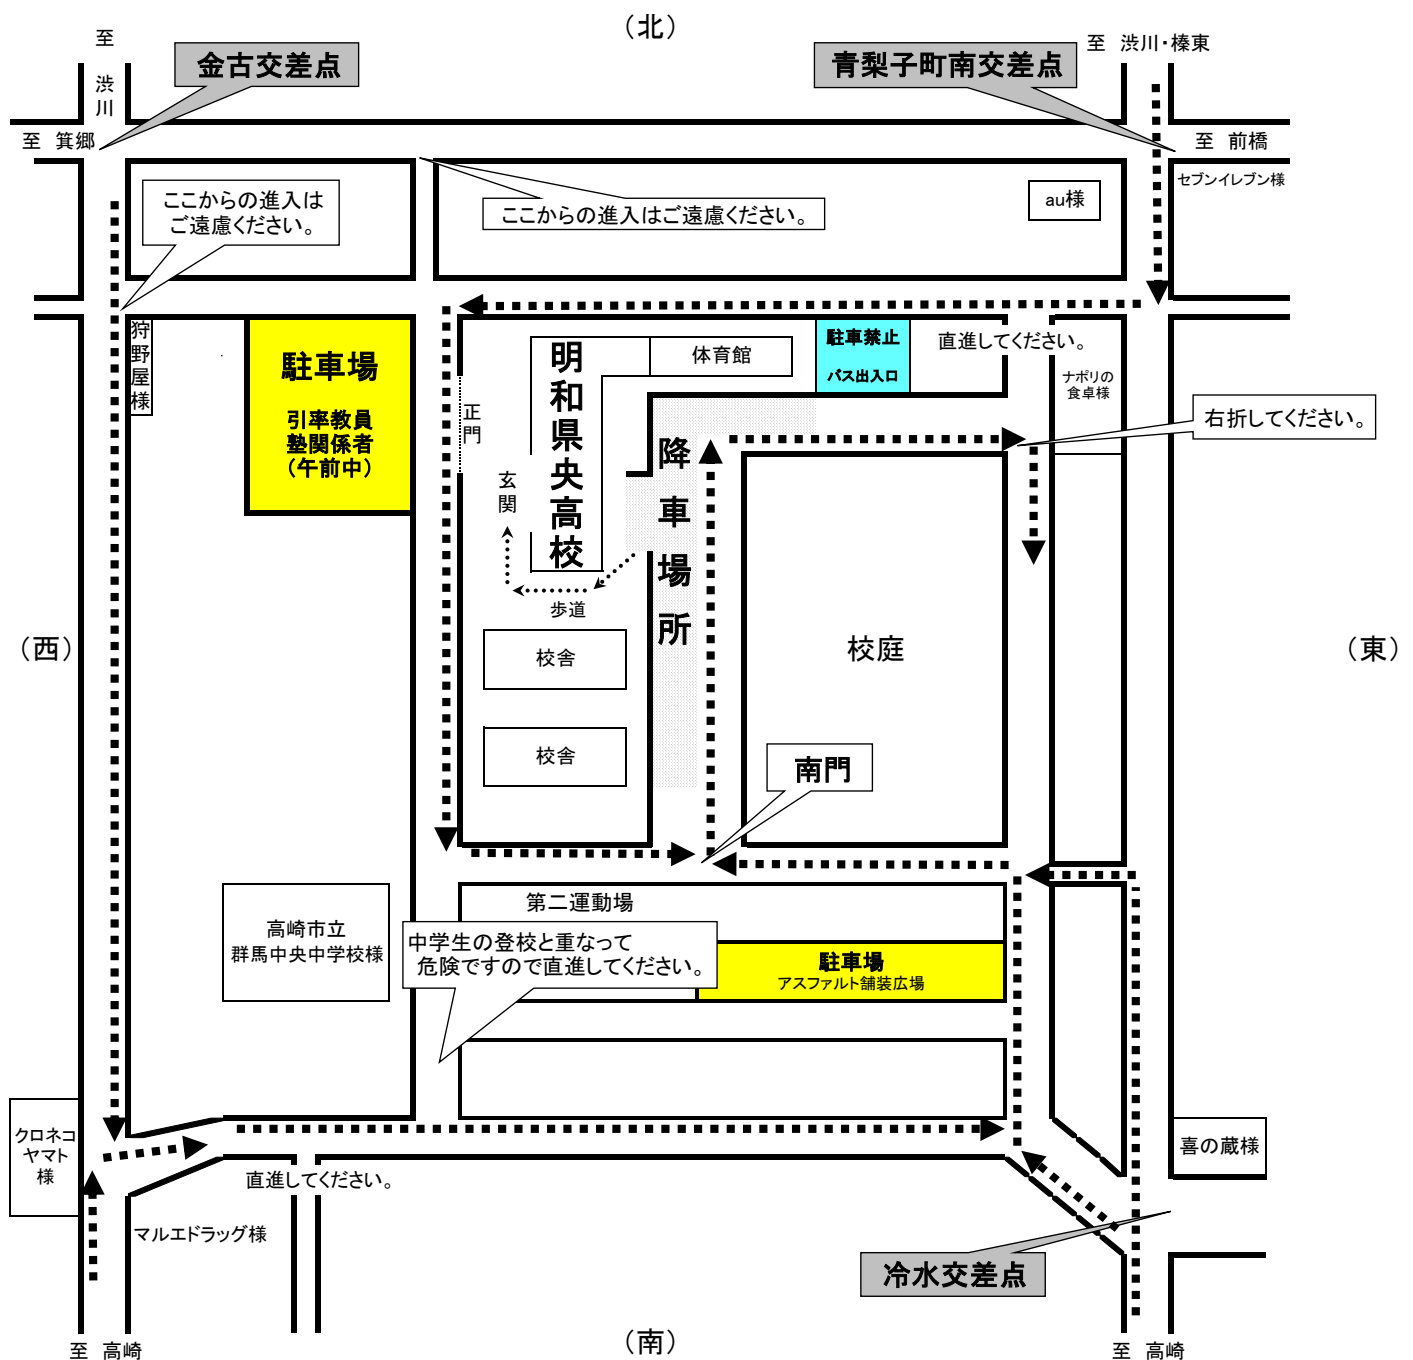 （北）
至
渋川
金古交差点
青梨子町南交差点
至 渋川・榛東
至 箕郷
至 前橋
セブンイレブン様
ここからの進入は
ご遠慮ください。
ここからの進入はご遠慮ください。
au様
狩野屋様
駐車場
引率教員
塾関係者
（午前中）
正門
明和県央高校
体育館
駐車禁止
バス出入口
直進してください。
ナポリの
食卓様
右折してください。
玄関
降車場所
歩道
校舎
校舎
校庭
（西）
（東）
南門
高崎市立
群馬中央中学校様
第二運動場
中学生の登校と重なって
危険ですので直進してください。
駐車場
アスファルト舗装広場
クロネコ
ヤマト
様
直進してください。
マルエドラッグ様
喜の蔵様
冷水交差点
至 高崎
（南）
至 高崎